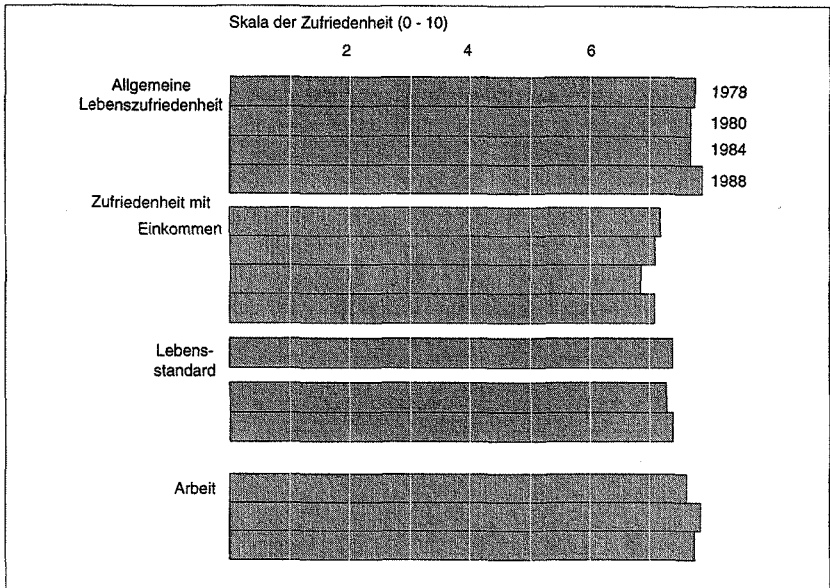 Skala der Zufriedenheit (0 - 10)
2 4 6
Allgemeine
Lebenszufriedenheit
1978
1980
1984
1988
Zufriedenheit mit
Einkommen
Lebens-
standard
Arbeit